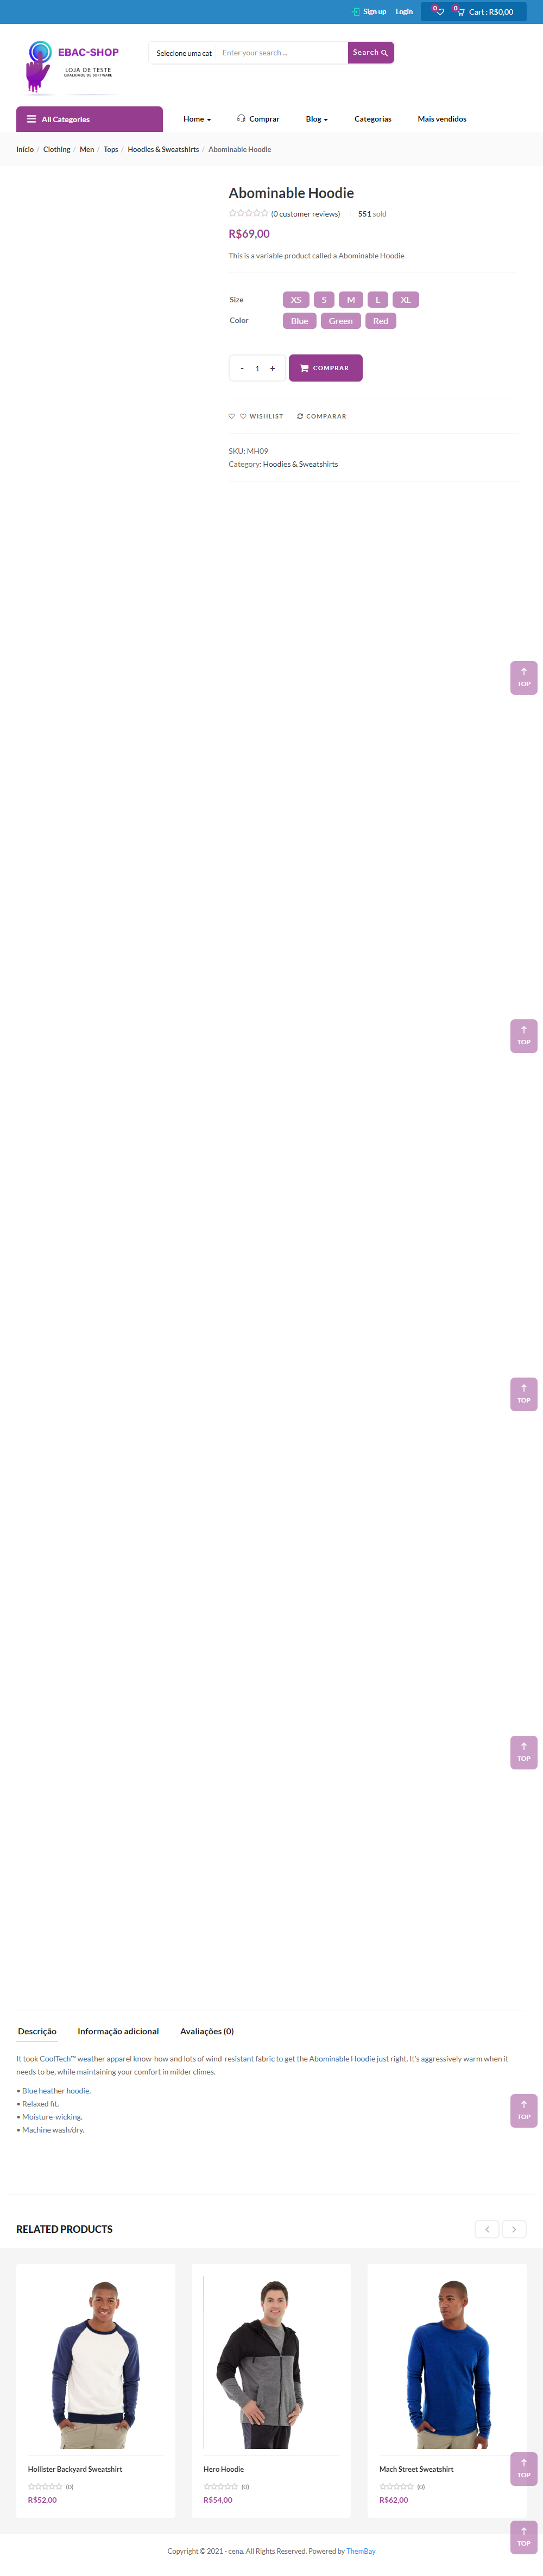 Sign up Login 0 0 Cart : R$0,00
EBAC-SHOP
LOJA DE TESTE
QUALIDADE DE SOFTWARE
Selecione uma cat Enter your search ... Search
All Categories Home Comprar Blog Categorias Mais vendidos
Início / Clothing / Men / Tops / Hoodies & Sweatshirts / Abominable Hoodie
Abominable Hoodie
(0 customer reviews) 551 sold
R$69,00
This is a variable product called a Abominable Hoodie
Size XS S M L XL
Color Blue Green Red
- 1 + COMPRAR
WISHLIST COMPARAR
SKU: MH09
Category: Hoodies & Sweatshirts
TOP
TOP
TOP
TOP
Descrição Informação adicional Avaliações (0)
It took CoolTech™ weather apparel know-how and lots of wind-resistant fabric to get the Abominable Hoodie just right. It's aggressively warm when it
needs to be, while maintaining your comfort in milder climes.
• Blue heather hoodie.
• Relaxed fit.
• Moisture-wicking.
• Machine wash/dry.
TOP
RELATED PRODUCTS
Hollister Backyard Sweatshirt
(0)
R$52,00
Hero Hoodie
(0)
R$54,00
Mach Street Sweatshirt
(0)
R$62,00
TOP
TOP
Copyright © 2021 - cena. All Rights Reserved. Powered by ThemBay